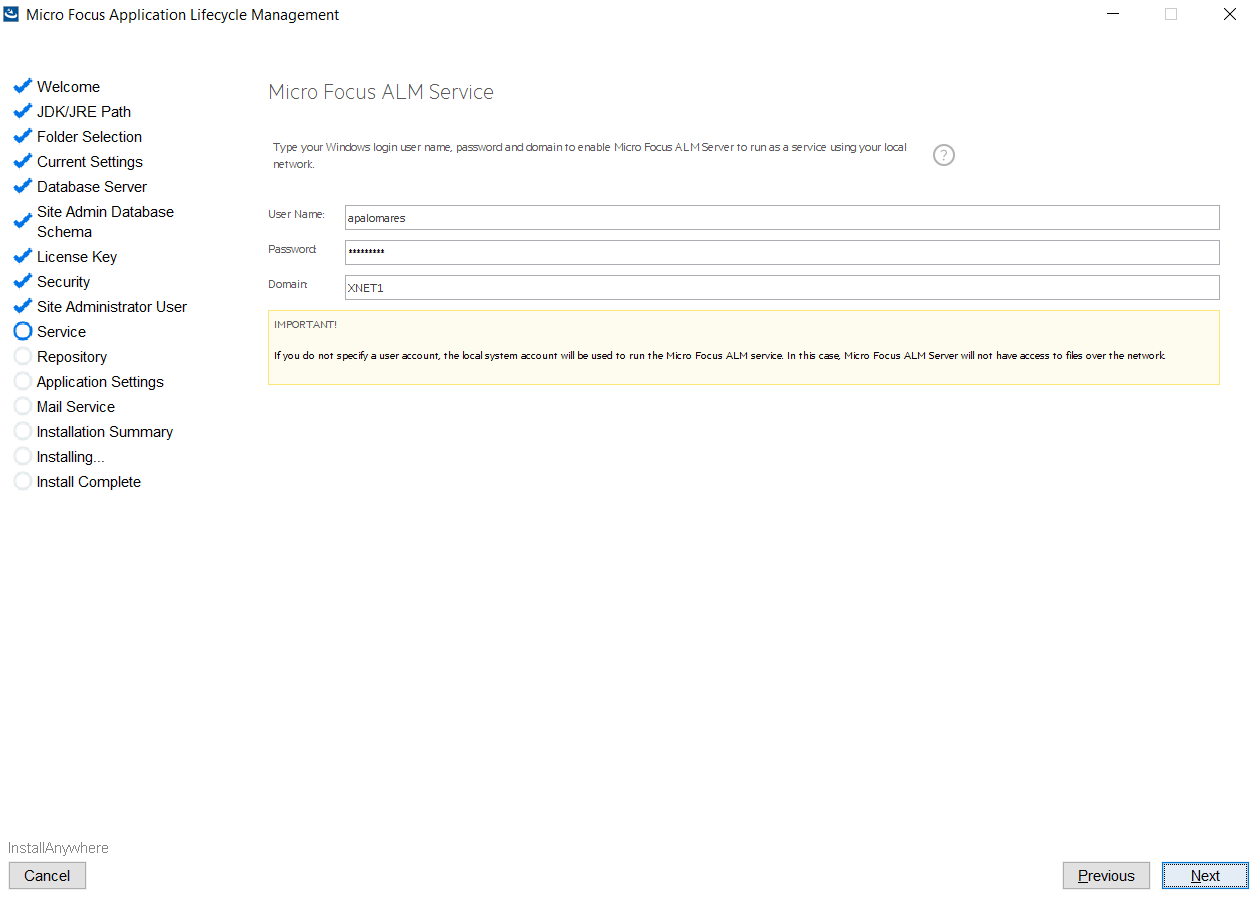 Micro Focus Application Lifecycle Management
Welcome
JDK/JRE Path
Folder Selection
Current Settings
Database Server
Site Admin Database
Schema
License Key
Security
Site Administrator User
Service
Repository
Application Settings
Mail Service
Installation Summary
Installing...
Install Complete
Micro Focus ALM Service
Type your Windows login user name, password and domain to enable Micro Focus ALM Server to run as a service using your local
network.
?
User Name:
apalomares
Password:
*********
Domain:
XNET1
IMPORTANT!
If you do not specify a user account, the local system account will be used to run the Micro Focus ALM service. In this case, Micro Focus ALM Server will not have access to files over the network.
InstallAnywhere
Cancel
Previous
Next